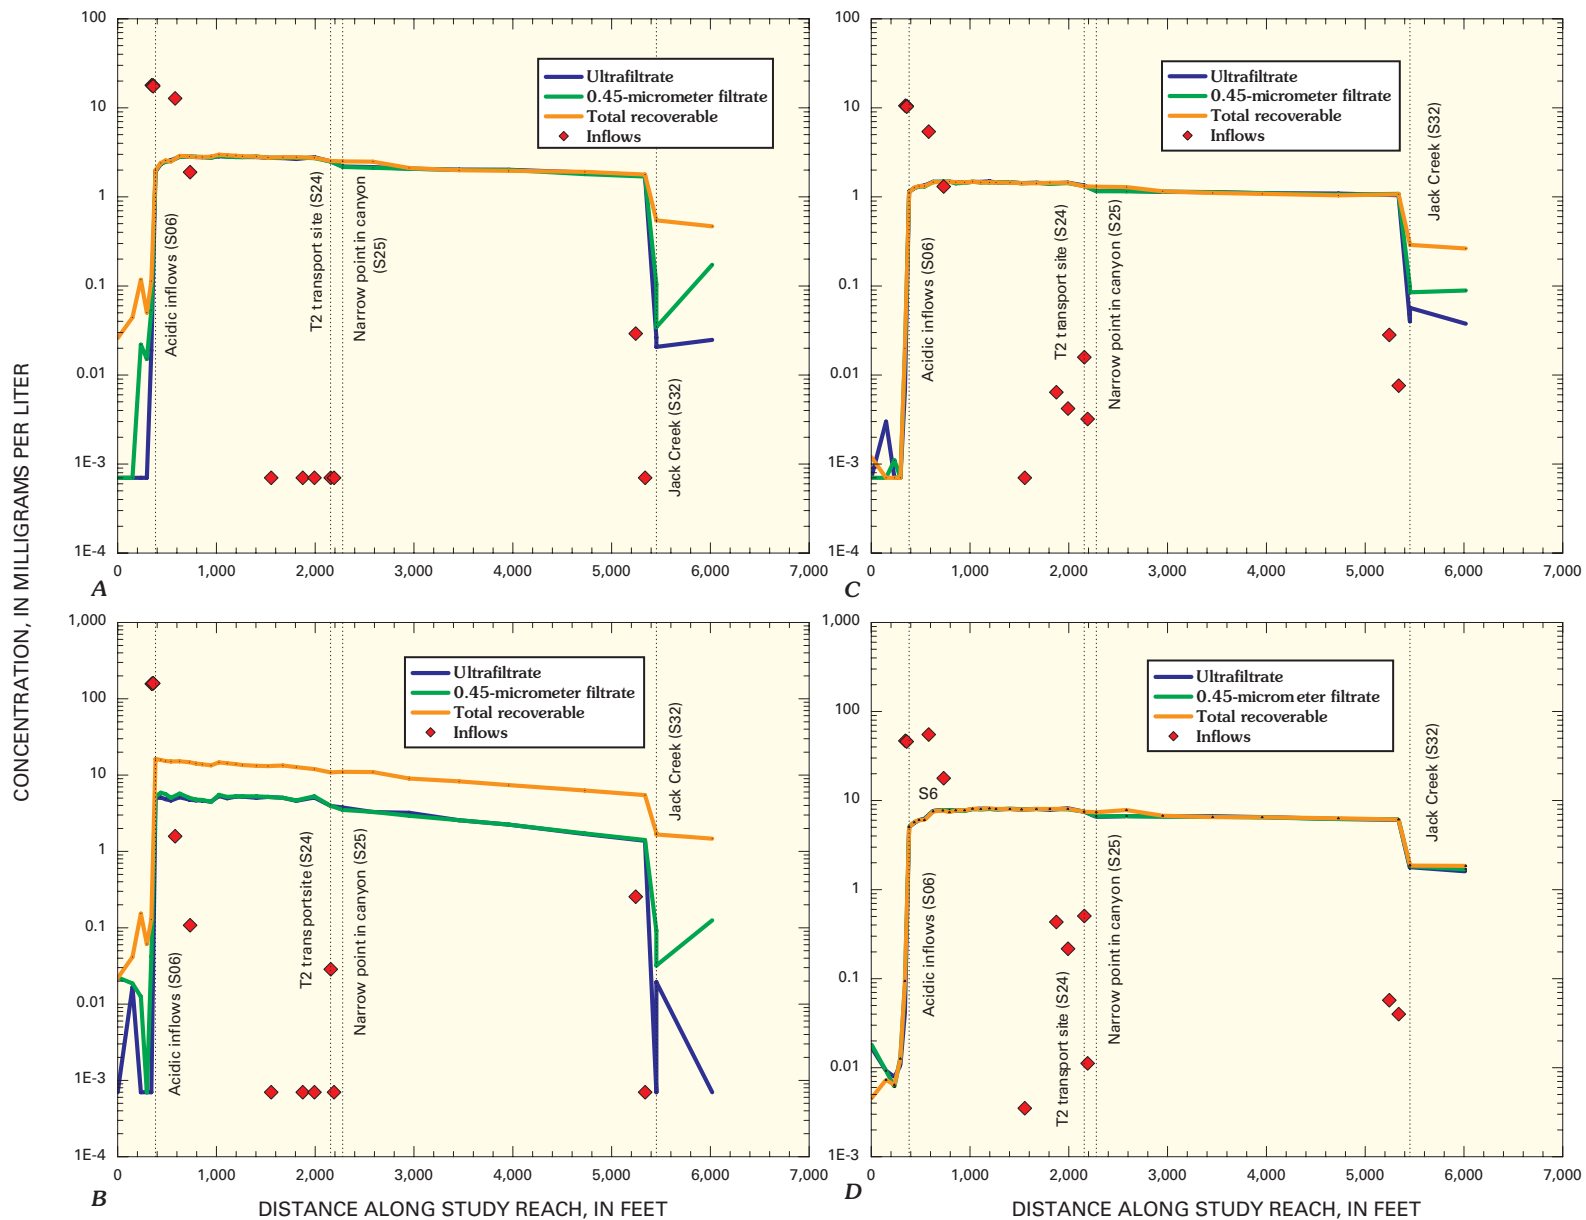 CONCENTRATION, IN MILLIGRAMS PER LITER
100
10
1
0.1
0.01
1E-3
1E-4
Ultrafiltrate
0.45-micrometer filtrate
Total recoverable
Inflows
Acidic inflows (S06)
T2 transport site (S24)
Narrow point in canyon
(S25)
Jack Creek (S32)
0
1,000
2,000
3,000
4,000
5,000
6,000
7,000
A
100
10
1
0.1
0.01
1E-3
1E-4
Ultrafiltrate
0.45-micrometer filtrate
Total recoverable
Inflows
Acidic inflows (S06)
T2 transport site (S24)
Narrow point in canyon (S25)
Jack Creek (S32)
0
1,000
2,000
3,000
4,000
5,000
6,000
7,000
C
1,000
100
10
1
0.1
0.01
1E-3
1E-4
Ultrafiltrate
0.45-micrometer filtrate
Total recoverable
Inflows
Acidic inflows (S06)
T2 trans portsite (S24)
Narrow point in canyon (S25)
Jack Creek (S32)
0
1,000
2,000
3,000
4,000
5,000
6,000
7,000
B
DISTANCE ALONG STUDY REACH, IN FEET
1,000
100
10
1
0.1
0.01
1E-3
Ultrafiltrate
0.45-microm eter filtrate
Total recoverable
Inflows
S6
Acidic inflows (S06)
T2 transport site (S24)
Narrow point in canyon (S25)
Jack Creek (S32)
0
1,000
2,000
3,000
4,000
5,000
6,000
7,000
D
DISTANCE ALONG STUDY REACH, IN FEET